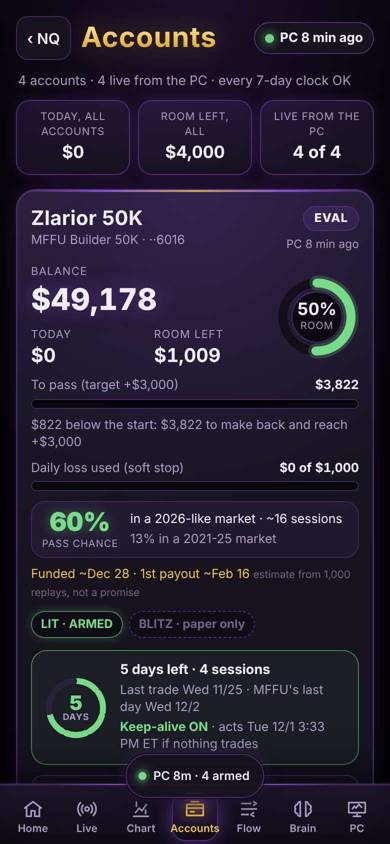 ‹ NQ
Accounts
PC 8 min ago
4 accounts · 4 live from the PC · every 7-day clock OK
TODAY, ALL
ACCOUNTS
$0
ROOM LEFT,
ALL
$4,000
LIVE FROM THE
PC
4 of 4
Zlarior 50K
EVAL
MFFU Builder 50K · ··6016
PC 8 min ago
BALANCE
$49,178
50%
ROOM
TODAY
ROOM LEFT
$0
$1,009
To pass (target +$3,000)
$3,822
$822 below the start: $3,822 to make back and reach
+$3,000
Daily loss used (soft stop)
$0 of $1,000
60%
PASS CHANCE
in a 2026-like market · ~16 sessions
13% in a 2021-25 market
Funded ~Dec 28 · 1st payout ~Feb 16 estimate from 1,000
replays, not a promise
LIT · ARMED
BLITZ · paper only
5
DAYS
5 days left · 4 sessions
Last trade Wed 11/25 · MFFU's last
day Wed 12/2
Keep-alive ON · acts Tue 12/1 3:33
PM ET if nothing trades
PC 8m · 4 armed
Home
Live
Chart
Accounts
Flow
Brain
PC